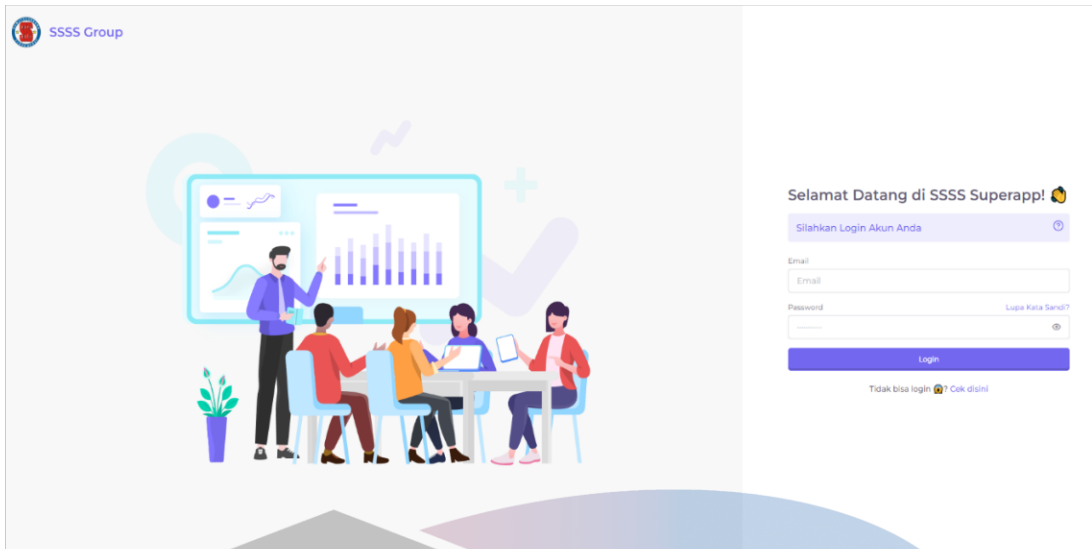 SSSS Group
Selamat Datang di SSSS Superapp! 👏
Silahkan Login Akun Anda
Email
Email
Password
Lupa Kata Sandi?
Login
Tidak bisa login 😱? Cek disini